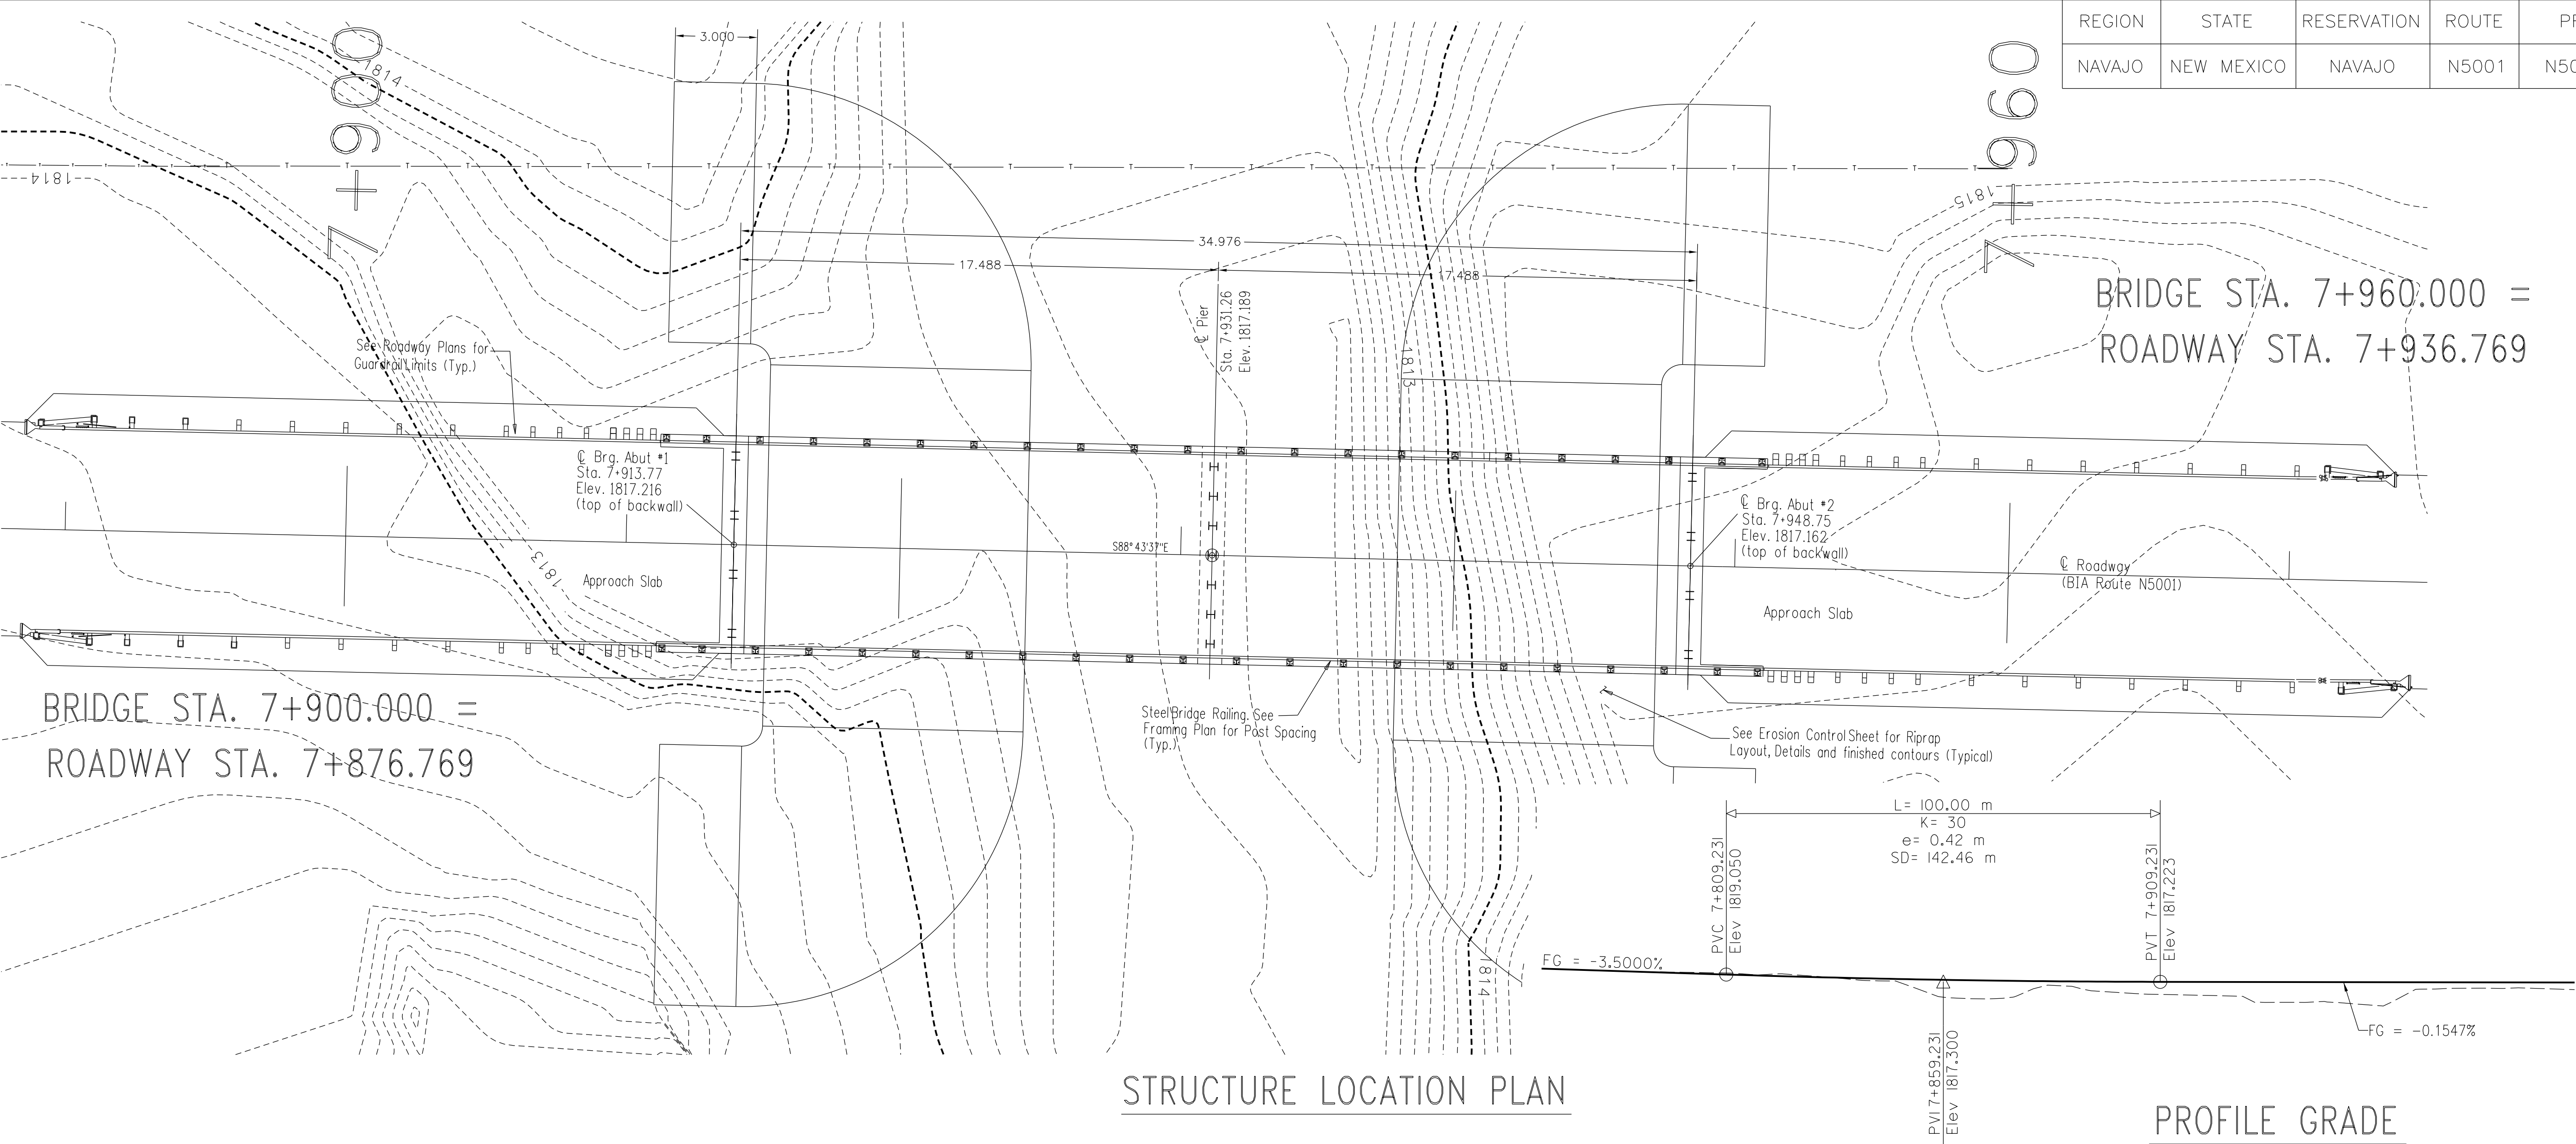 REGION STATE RESERVATION ROUTE
NAVAJO NEW MEXICO NAVAJO N5001
7+900
7+960
3.000
1814
1814
1815
34.976
17.488
17.488
℄ Pier
Sta. 7+931.26
Elev. 1817.189
1813
BRIDGE STA. 7+960.000 =
ROADWAY STA. 7+936.769
See Roadway Plans for
Guardrail Limits (Typ.)
℄ Brg. Abut #1
Sta. 7+913.77
Elev. 1817.216
(top of backwall)
℄ Brg. Abut #2
Sta. 7+948.75
Elev. 1817.162
(top of backwall)
S88°43'37"E
1813
Approach Slab
℄ Roadway
(BIA Route N5001)
Approach Slab
BRIDGE STA. 7+900.000 =
ROADWAY STA. 7+876.769
Steel Bridge Railing. See
Framing Plan for Post Spacing
(Typ.)
See Erosion Control Sheet for Riprap
Layout, Details and finished contours (Typical)
L= 100.00 m
K= 30
e= 0.42 m
SD= 142.46 m
PVC 7+809.231
Elev 1819.050
PVT 7+909.231
Elev 1817.223
1814
FG = -3.5000%
FG = -0.1547%
PVI 7+859.231
Elev 1817.300
STRUCTURE LOCATION PLAN
PROFILE GRADE